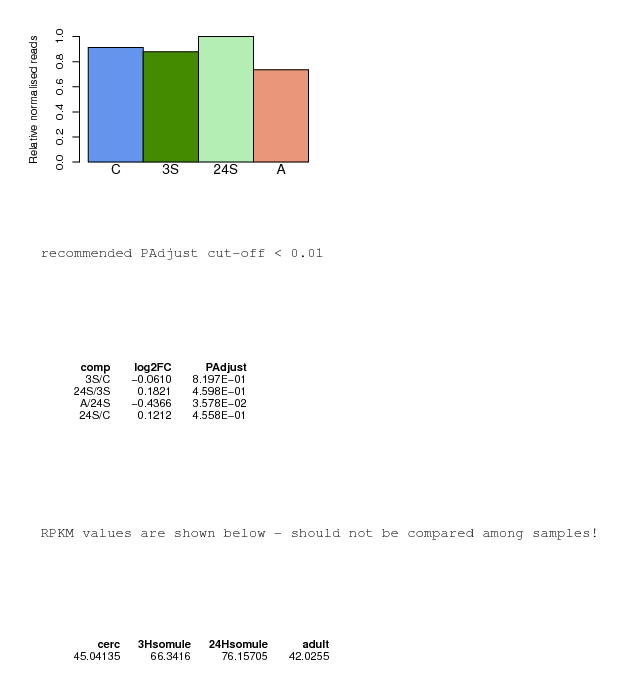 Relative normalised reads
1.0
0.8
0.6
0.4
0.2
0.0
C 3S 24S A
recommended PAdjust cut-off < 0.01
comp log2FC PAdjust
3S/C −0.0610 8.197E−01
24S/3S 0.1821 4.598E−01
A/24S −0.4366 3.578E−02
24S/C 0.1212 4.558E−01
RPKM values are shown below - should not be compared among samples!
cerc 3Hsomule 24Hsomule adult
45.04135 66.3416 76.15705 42.0255